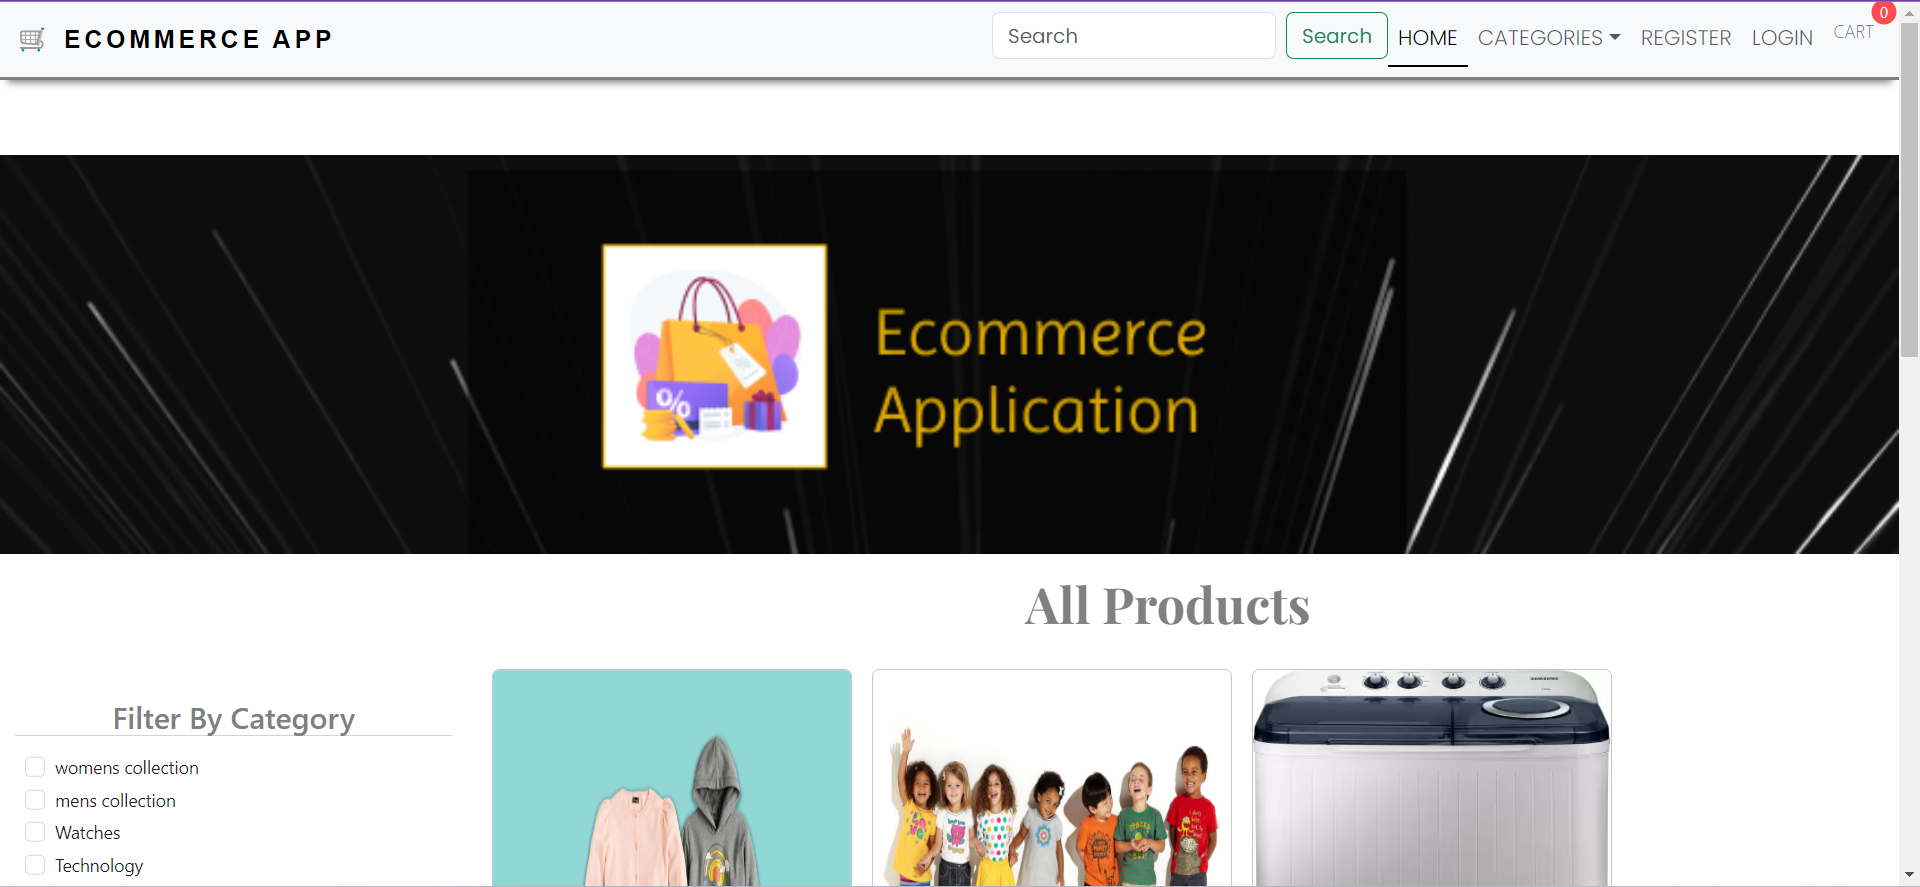 ECOMMERCE APP
Search
Search
HOME
CATEGORIES
REGISTER
LOGIN
CART
0
%
Ecommerce
Application
All Products
Filter By Category
womens collection
mens collection
Watches
Technology
SAMSUNG